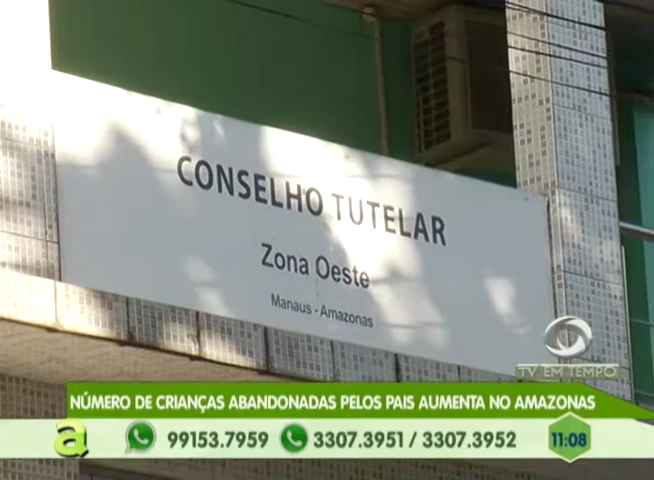 CONSELHO TUTELAR
Zona Oeste
Manaus - Amazonas
TV EM TEMPO
NÚMERO DE CRIANÇAS ABANDONADAS PELOS PAIS AUMENTA NO AMAZONAS
a 99153.7959 3307.3951 / 3307.3952 11:08